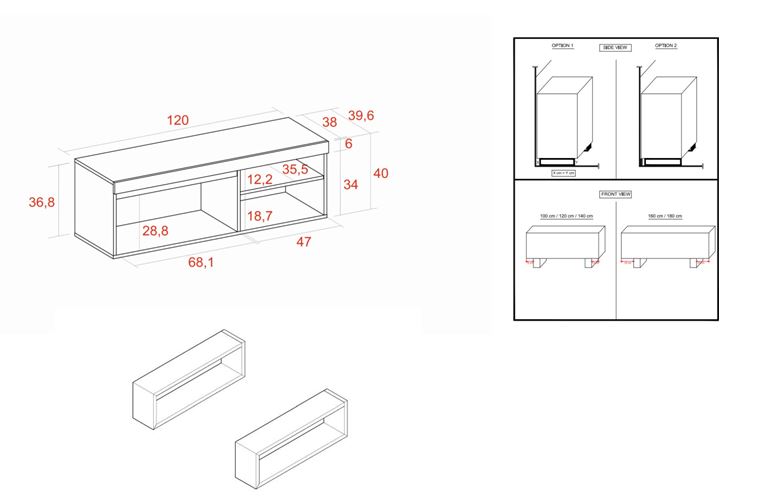 120
38
39,6
6
36,8
35,5
12,2
40
34
28,8
18,7
47
68,1
OPTION 1
SIDE VIEW
OPTION 2
X cm = Y cm
FRONT VIEW
100 cm / 120 cm / 140 cm
160 cm / 180 cm